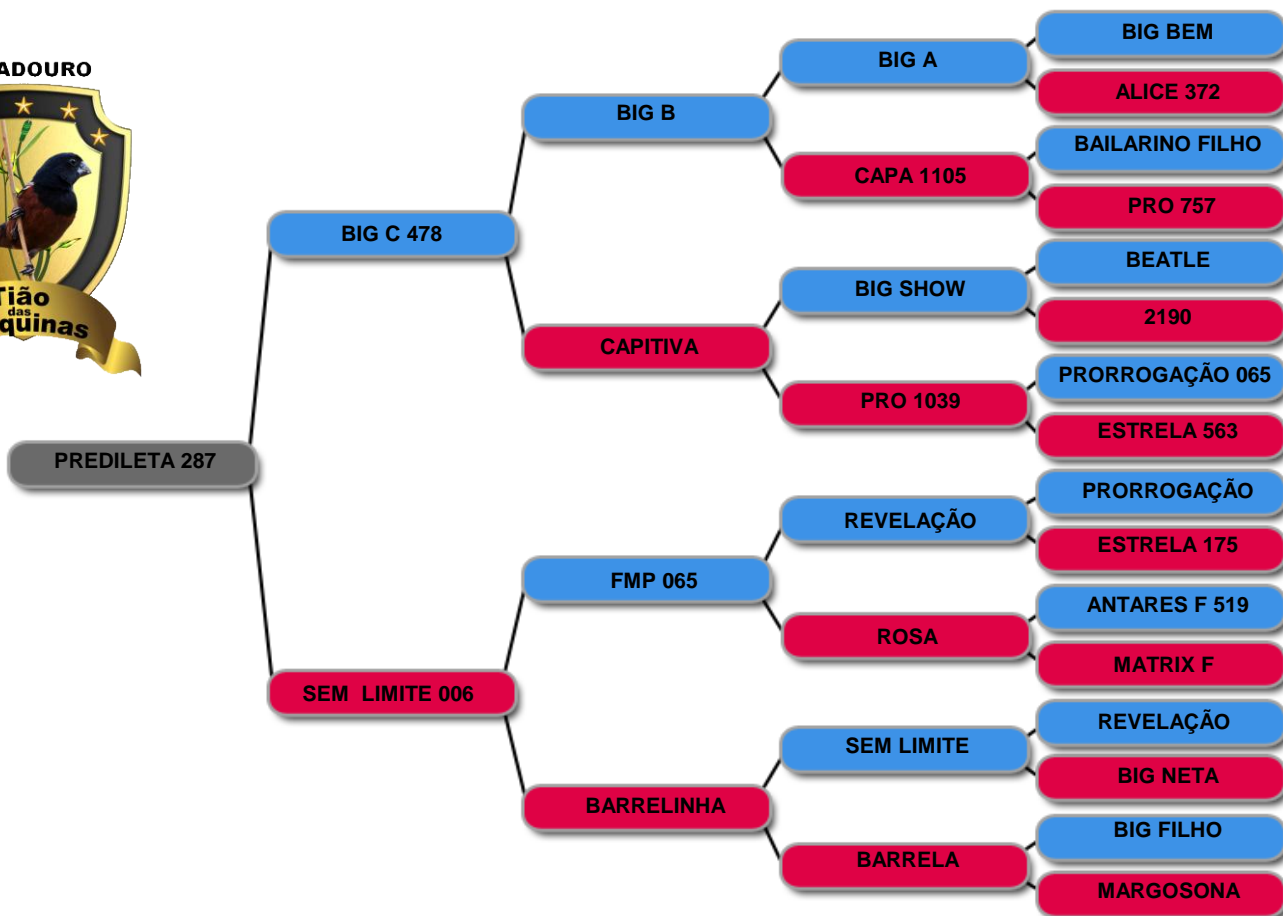 ADOURO
Tião
das
quinas
BIG BEM
BIG A
ALICE 372
BIG B
BAILARINO FILHO
CAPA 1105
PRO 757
BIG C 478
BEATLE
BIG SHOW
2190
CAPITIVA
PRORROGAÇÃO 065
PRO 1039
ESTRELA 563
PREDILETA 287
PRORROGAÇÃO
REVELAÇÃO
ESTRELA 175
FMP 065
ANTARES F 519
ROSA
MATRIX F
SEM  LIMITE 006
REVELAÇÃO
SEM LIMITE
BIG NETA
BARRELINHA
BIG FILHO
BARRELA
MARGOSONA